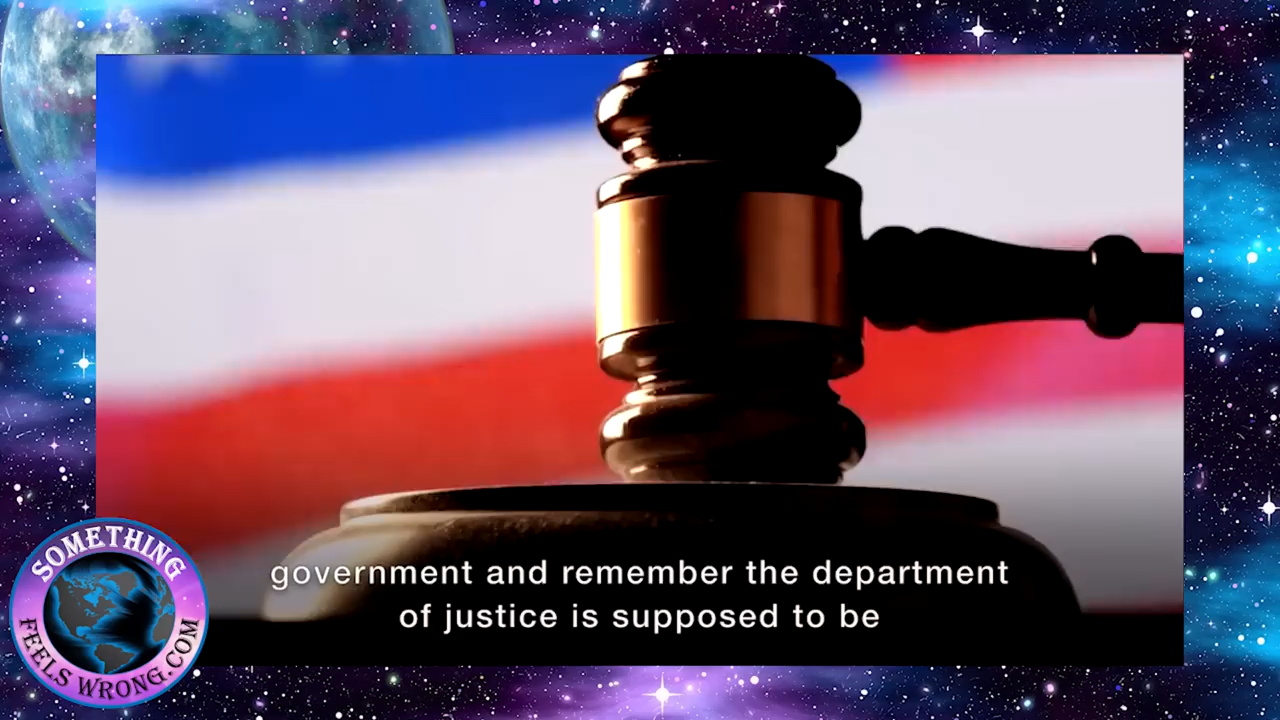 government and remember the department
of justice is supposed to be
SOMETHING
FEELS WRONG.COM